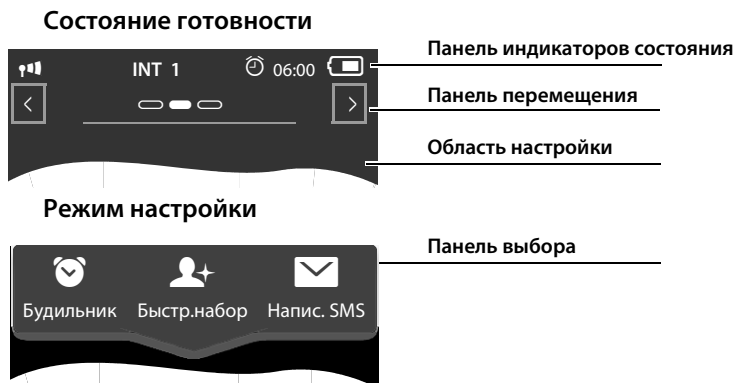 Состояние готовности
Панель индикаторов состояния
INT 1 06:00
Панель перемещения
Область настройки
Режим настройки
Панель выбора
Будильник Быстр.набор Напис. SMS